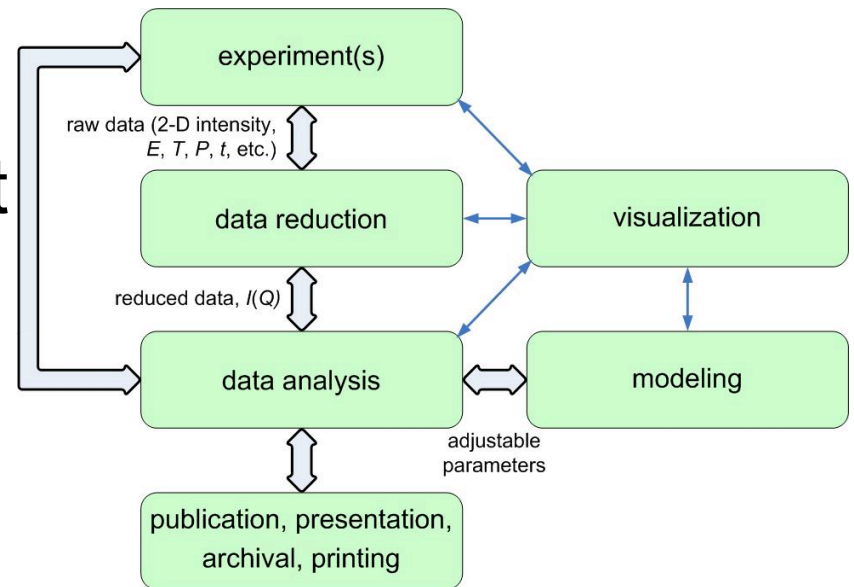 experiment(s)
raw data (2-D intensity,
E, T, P, t, etc.)
t
data reduction
visualization
reduced data, I(Q)
data analysis
modeling
adjustable
parameters
publication, presentation,
archival, printing